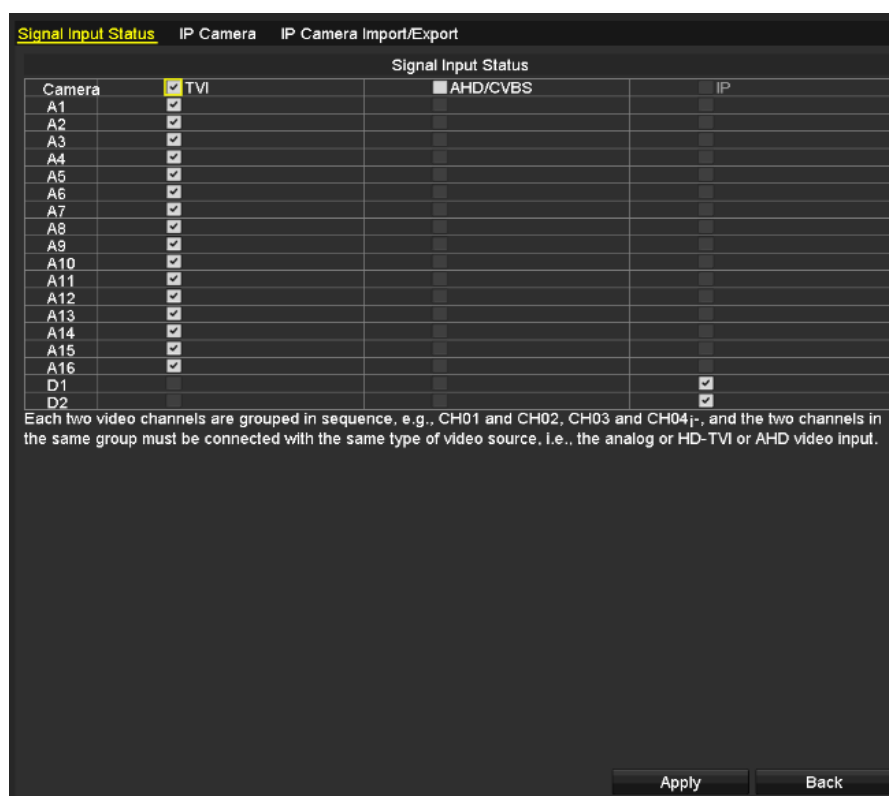 Signal Input Status IP Camera IP Camera Import/Export
Signal Input Status
Camera TVI AHD/CVBS IP
A1
A2
A3
A4
A5
A6
A7
A8
A9
A10
A11
A12
A13
A14
A15
A16
D1
D2
Each two video channels are grouped in sequence, e.g., CH01 and CH02, CH03 and CH04¡-, and the two channels in
the same group must be connected with the same type of video source, i.e., the analog or HD-TVI or AHD video input.
Apply Back